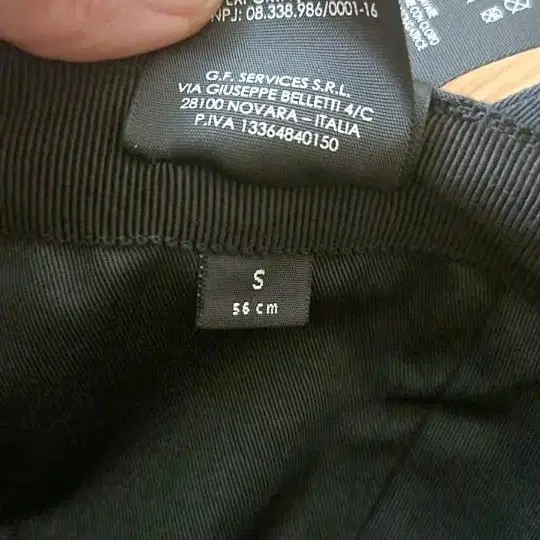 NPJ: 08.338.986/0001-16
G.F. SERVICES S.R.L.
VIA GIUSEPPE BELLETTI 4/C
28100 NOVARA – ITALIA
P.IVA 13364840150
S
56 cm